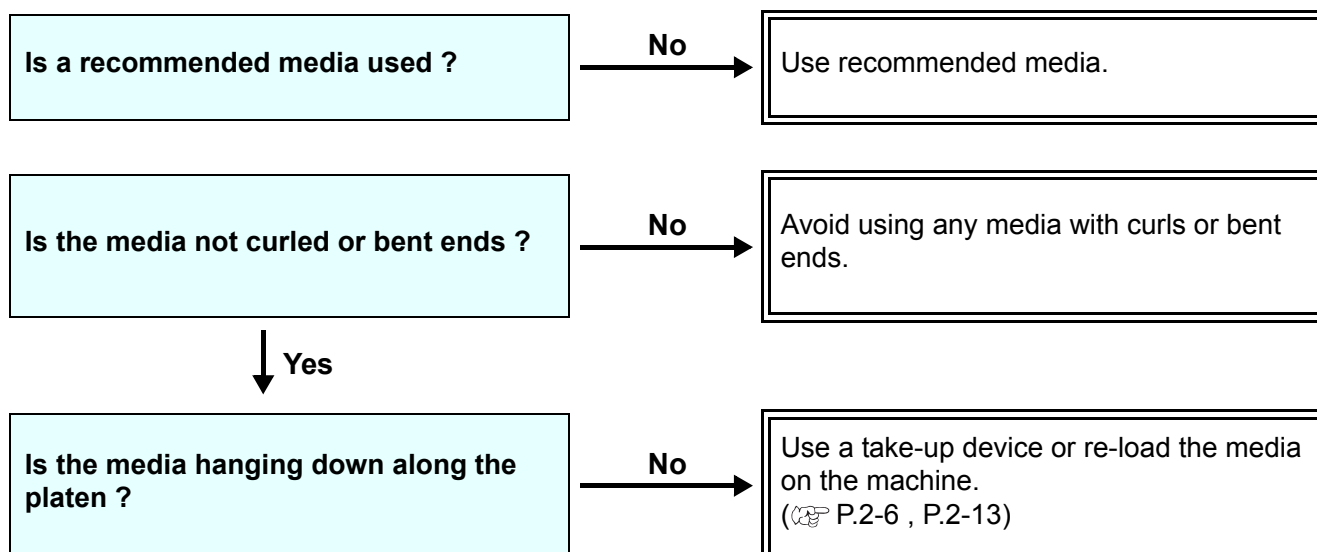 Is a recommended media used ?
No
Use recommended media.
Is the media not curled or bent ends ?
No
Avoid using any media with curls or bent
ends.
Yes
Is the media hanging down along the
platen ?
No
Use a take-up device or re-load the media
on the machine.
(☞ P.2-6 , P.2-13)